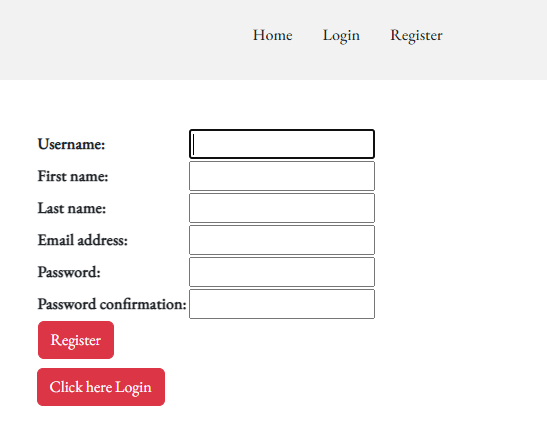 Home Login Register
Username:
First name:
Last name:
Email address:
Password:
Password confirmation:
Register
Click here Login